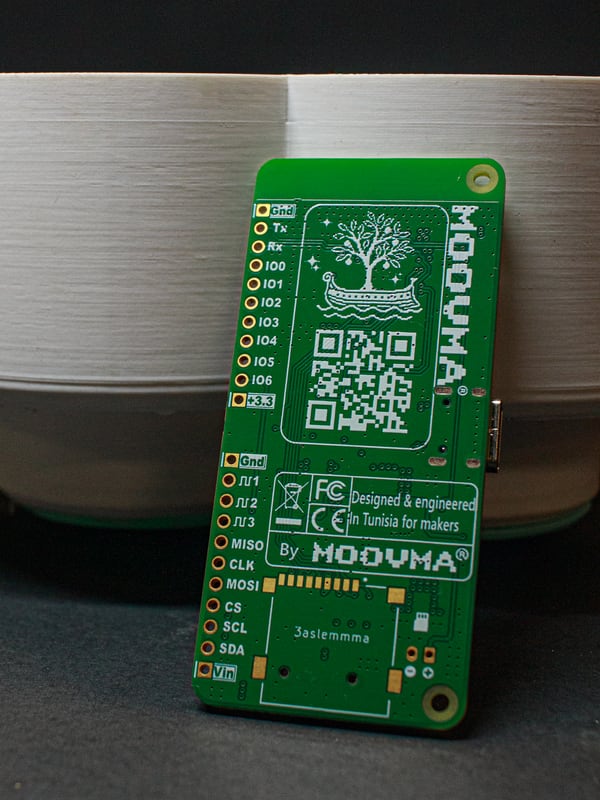 Gnd
Tx
Rx
IO0
IO1
IO2
IO3
IO4
IO5
IO6
+3.3
MOOVMA®
Gnd
1
2
3
MISO
CLK
MOSI
CS
SCL
SDA
Vin
FC
CE
Designed & engineered
In Tunisia for makers
By MOOVMA®
3aslemmma
- +